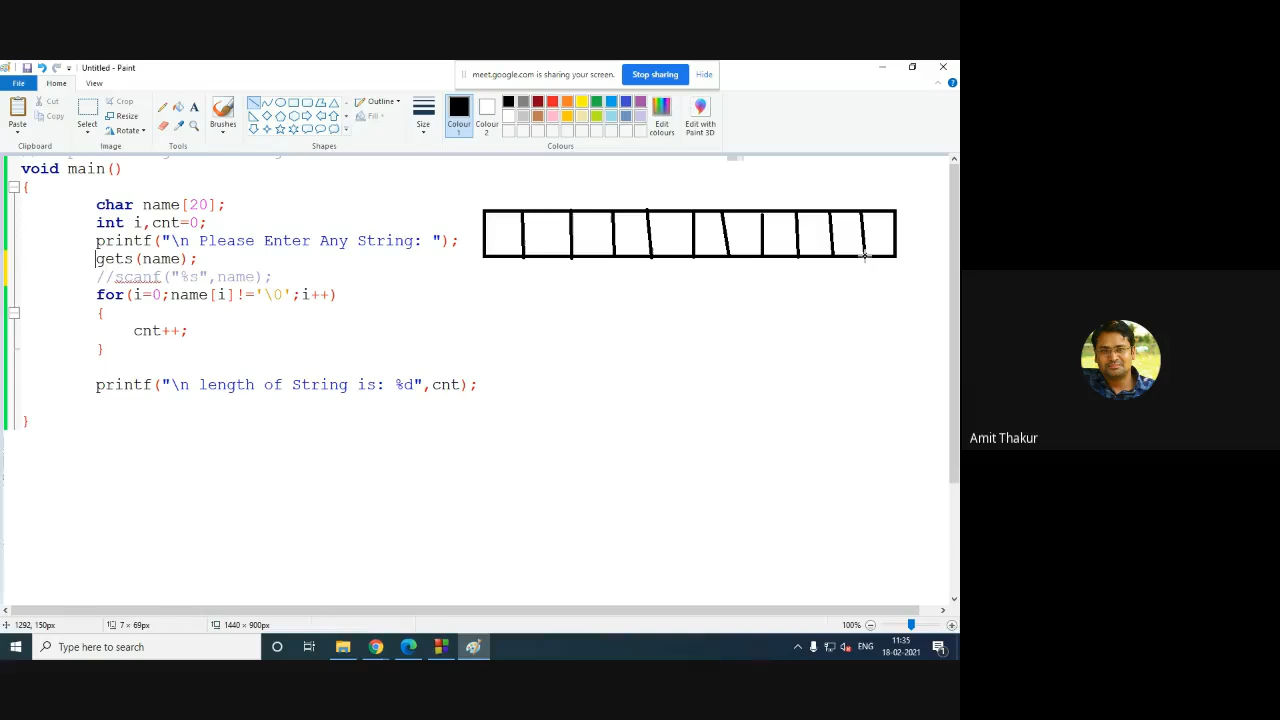 Untitled - Paint
meet.google.com is sharing your screen.
Stop sharing
Hide
File
Home
View
Paste
Cut
Copy
Clipboard
Select
Crop
Resize
Rotate
Image
Tools
Brushes
Shapes
Outline
Fill
Size
Colour 1
Colour 2
Edit colours
Edit with Paint 3D
Colours
void main()
{
char name[20];
int i,cnt=0;
printf("\n Please Enter Any String: ");
gets(name);
//scanf("%s",name);
for(i=0;name[i]!='\0';i++)
{
cnt++;
}
printf("\n length of String is: %d",cnt);
}
Amit Thakur
1292, 150px
7 × 69px
1440 × 900px
100%
Type here to search
ENG
11:35
18-02-2021
1